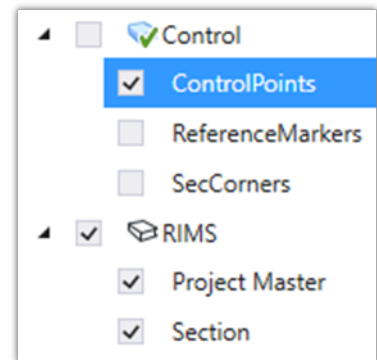 Control
ControlPoints
ReferenceMarkers
SecCorners
RIMS
Project Master
Section